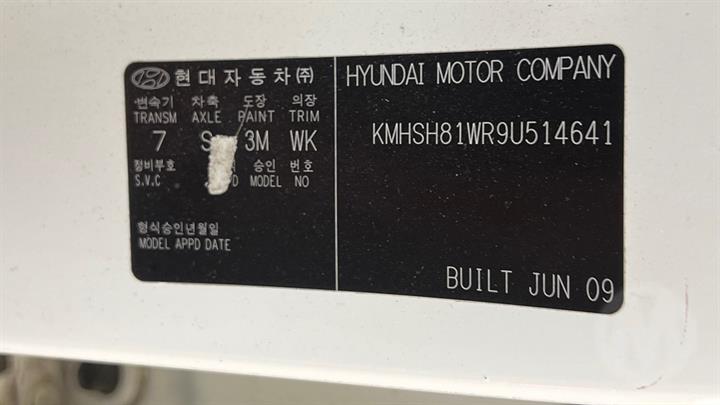 현대자동차㈜
변속기 차축 도장 의장
TRANSM AXLE PAINT TRIM
7 S 3M WK
정비부호 승인 번호
S.V.C MODEL NO
형식승인년월일
MODEL APPD DATE
HYUNDAI MOTOR COMPANY
KMHSH81WR9U514641
BUILT JUN 09